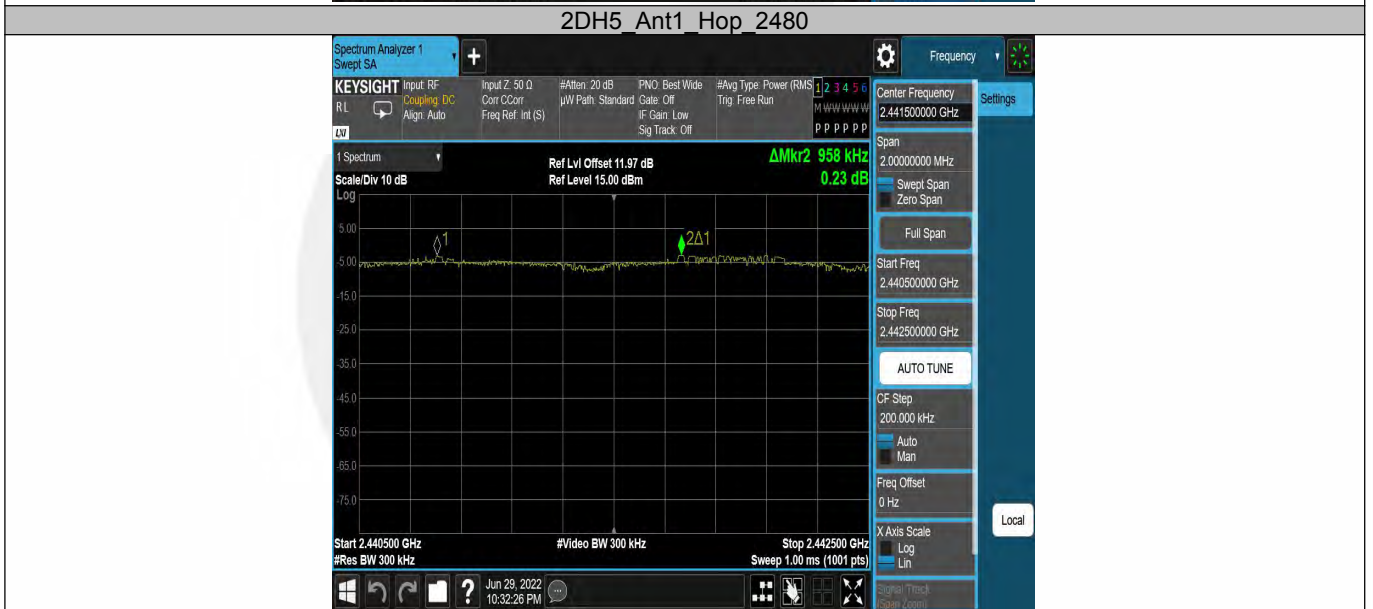 2DH5_Ant1_Hop_2480
Spectrum Analyzer 1
Swept SA
+
Frequency
KEYSIGHT
RL
LXI
Input: RF
Coupling: DC
Align: Auto
Input Z: 50 Ω
Corr CCorr
Freq Ref: Int (S)
#Atten: 20 dB
µW Path: Standard
PNO: Best Wide
Gate: Off
IF Gain: Low
Sig Track: Off
#Avg Type: Power (RMS
Trig: Free Run
1 2 3 4 5 6
M W W W W W
P P P P P P
1 Spectrum
Scale/Div 10 dB
Log
Ref Lvl Offset 11.97 dB
Ref Level 15.00 dBm
ΔMkr2 958 kHz
0.23 dB
5.00
-5.00
-15.0
-25.0
-35.0
-45.0
-55.0
-65.0
-75.0
1
2Δ1
Start 2.440500 GHz
#Res BW 300 kHz
#Video BW 300 kHz
Stop 2.442500 GHz
Sweep 1.00 ms (1001 pts)
Center Frequency
2.441500000 GHz
Settings
Span
2.00000000 MHz
Swept Span
Zero Span
Full Span
Start Freq
2.440500000 GHz
Stop Freq
2.442500000 GHz
AUTO TUNE
CF Step
200.000 kHz
Auto
Man
Freq Offset
0 Hz
X Axis Scale
Log
Lin
Local
Signal Track
(Span Zoom)
?
Jun 29, 2022
10:32:26 PM